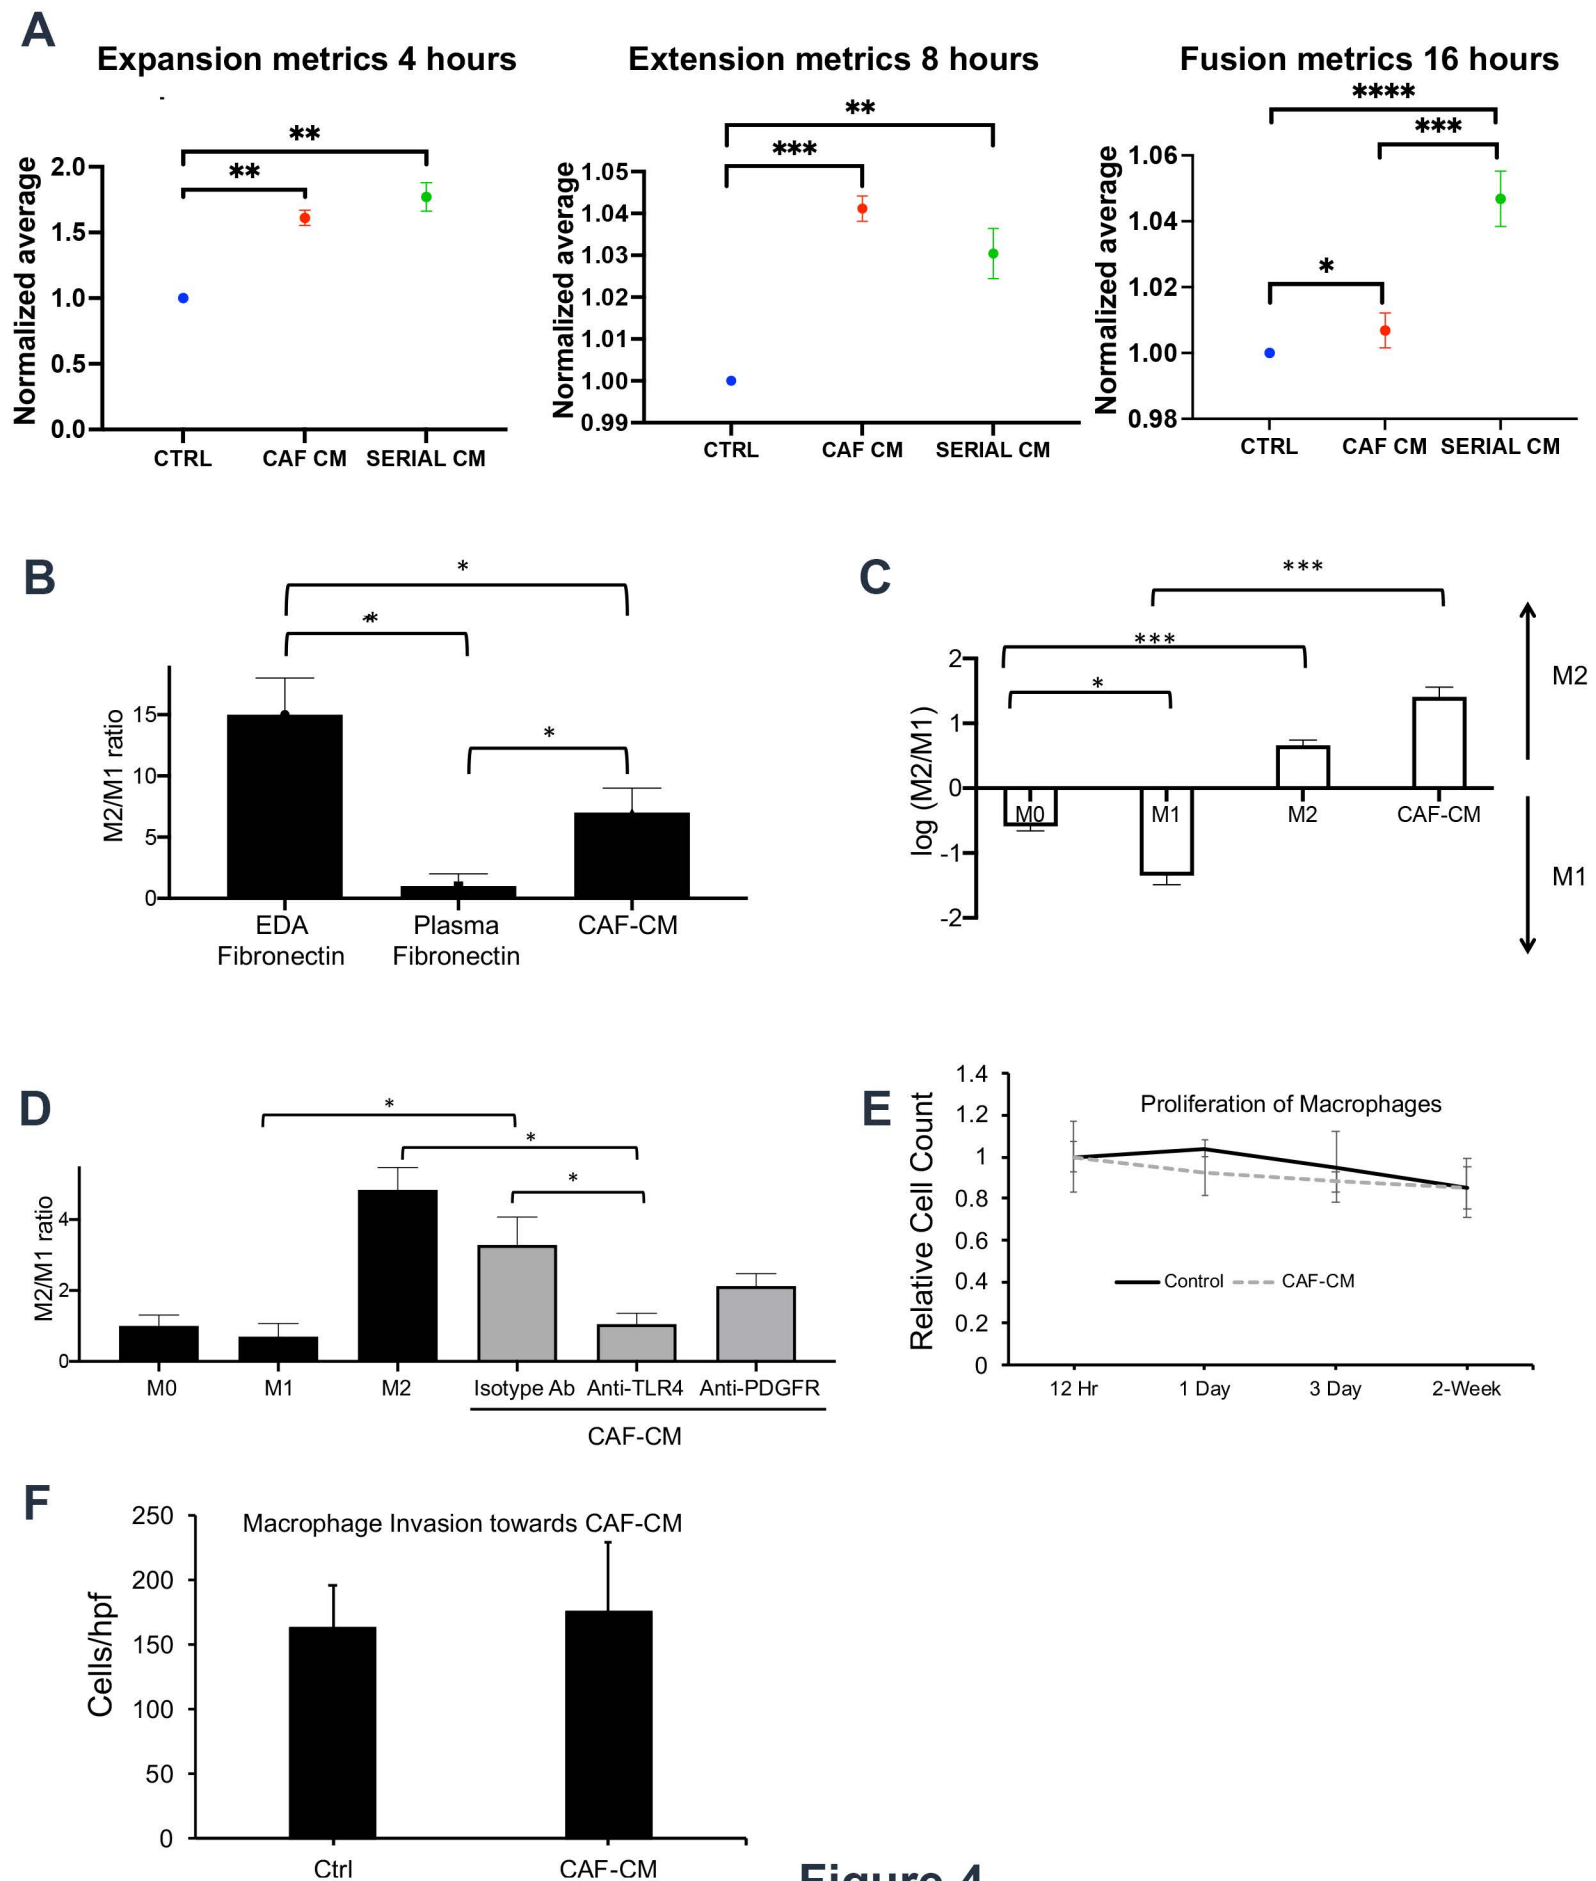 A
Expansion metrics 4 hours
Extension metrics 8 hours
Fusion metrics 16 hours
**
**
Normalized average
2.0
1.5
1.0
0.5
0.0
CTRL
CAF CM
SERIAL CM
**
***
Normalized average
1.05
1.04
1.03
1.02
1.01
1.00
0.99
CTRL
CAF CM
SERIAL CM
****
***
*
Normalized average
1.06
1.04
1.02
1.00
0.98
CTRL
CAF CM
SERIAL CM
B
*
*
*
M2/M1 ratio
15
10
5
0
EDA
Fibronectin
Plasma
Fibronectin
CAF-CM
C
***
***
*
log (M2/M1)
2
1
0
-1
-2
M0
M1
M2
CAF-CM
M2
M1
D
*
*
*
M2/M1 ratio
4
2
0
M0
M1
M2
Isotype Ab
Anti-TLR4
Anti-PDGFR
CAF-CM
E
Proliferation of Macrophages
Relative Cell Count
1.4
1.2
1
0.8
0.6
0.4
0.2
0
Control
CAF-CM
12 Hr
1 Day
3 Day
2-Week
F
Macrophage Invasion towards CAF-CM
Cells/hpf
250
200
150
100
50
0
Ctrl
CAF-CM
Figure 4